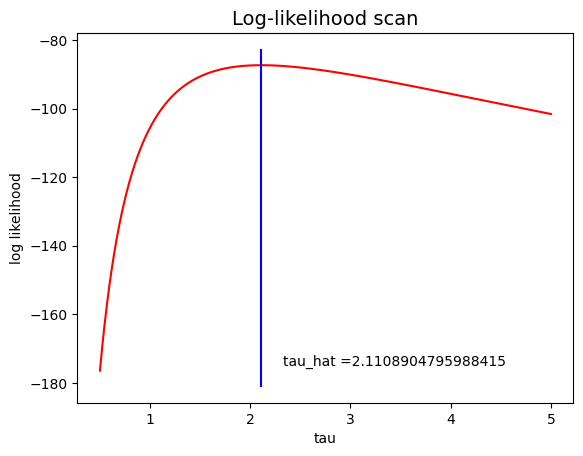 Log-likelihood scan
−80
−100
−120
−140
−160
−180
log likelihood
tau_hat =2.1108904795988415
1 2 3 4 5
tau